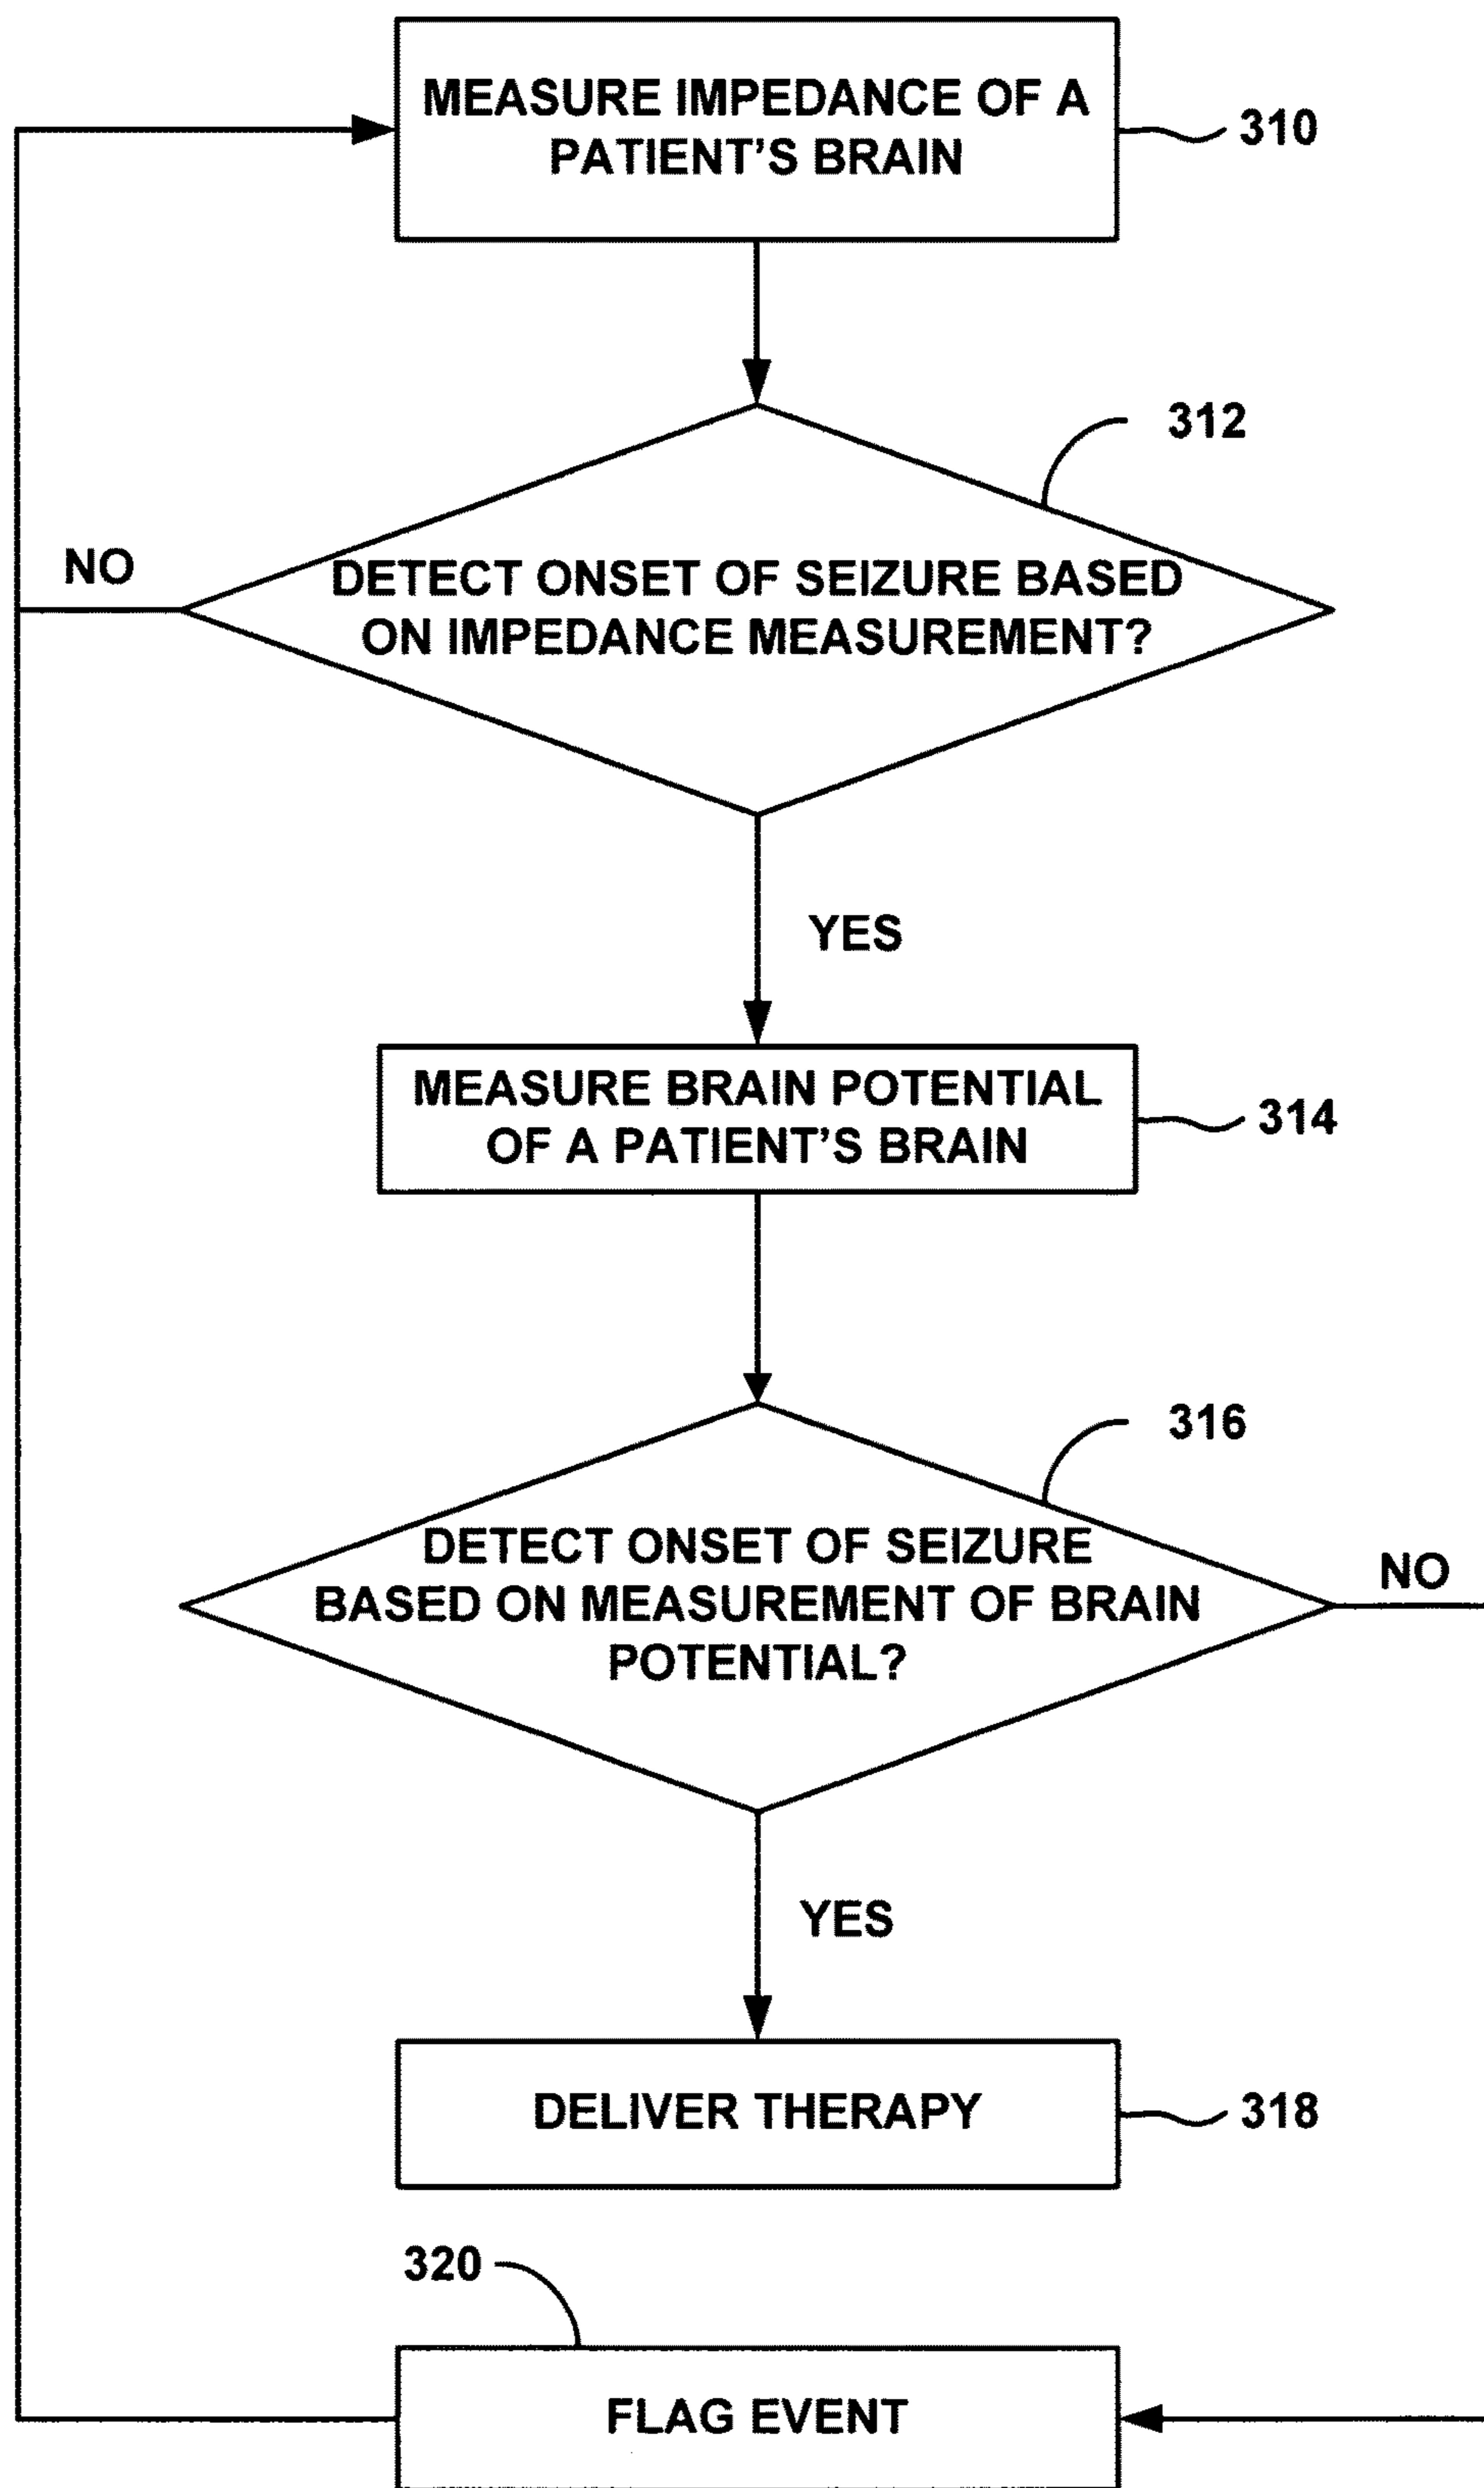 MEASURE IMPEDANCE OF A
PATIENT'S BRAIN
310
312
NO
DETECT ONSET OF SEIZURE BASED
ON IMPEDANCE MEASUREMENT?
YES
MEASURE BRAIN POTENTIAL
OF A PATIENT'S BRAIN
314
316
DETECT ONSET OF SEIZURE
BASED ON MEASUREMENT OF BRAIN
POTENTIAL?
NO
YES
DELIVER THERAPY
318
320
FLAG EVENT